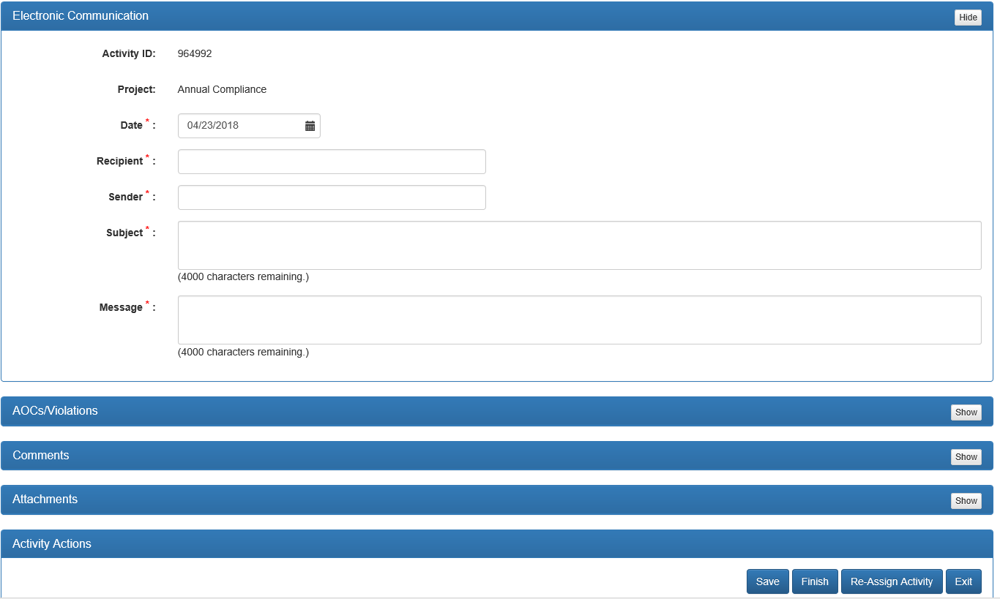 Electronic Communication Hide
Activity ID: 964992
Project: Annual Compliance
Date * : 04/23/2018
Recipient * :
Sender * :
Subject * :
(4000 characters remaining.)
Message * :
(4000 characters remaining.)
AOCs/Violations Show
Comments Show
Attachments Show
Activity Actions
Save Finish Re-Assign Activity Exit